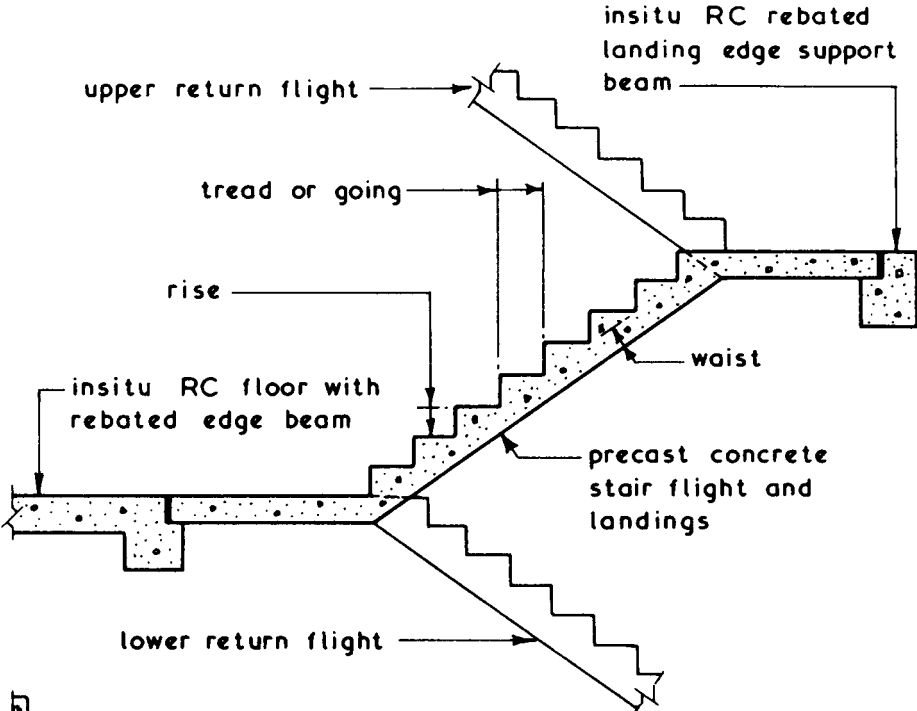 insitu RC rebated
landing edge support
beam
upper return flight
tread or going
rise
waist
insitu RC floor with
rebated edge beam
precast concrete
stair flight and
landings
lower return flight